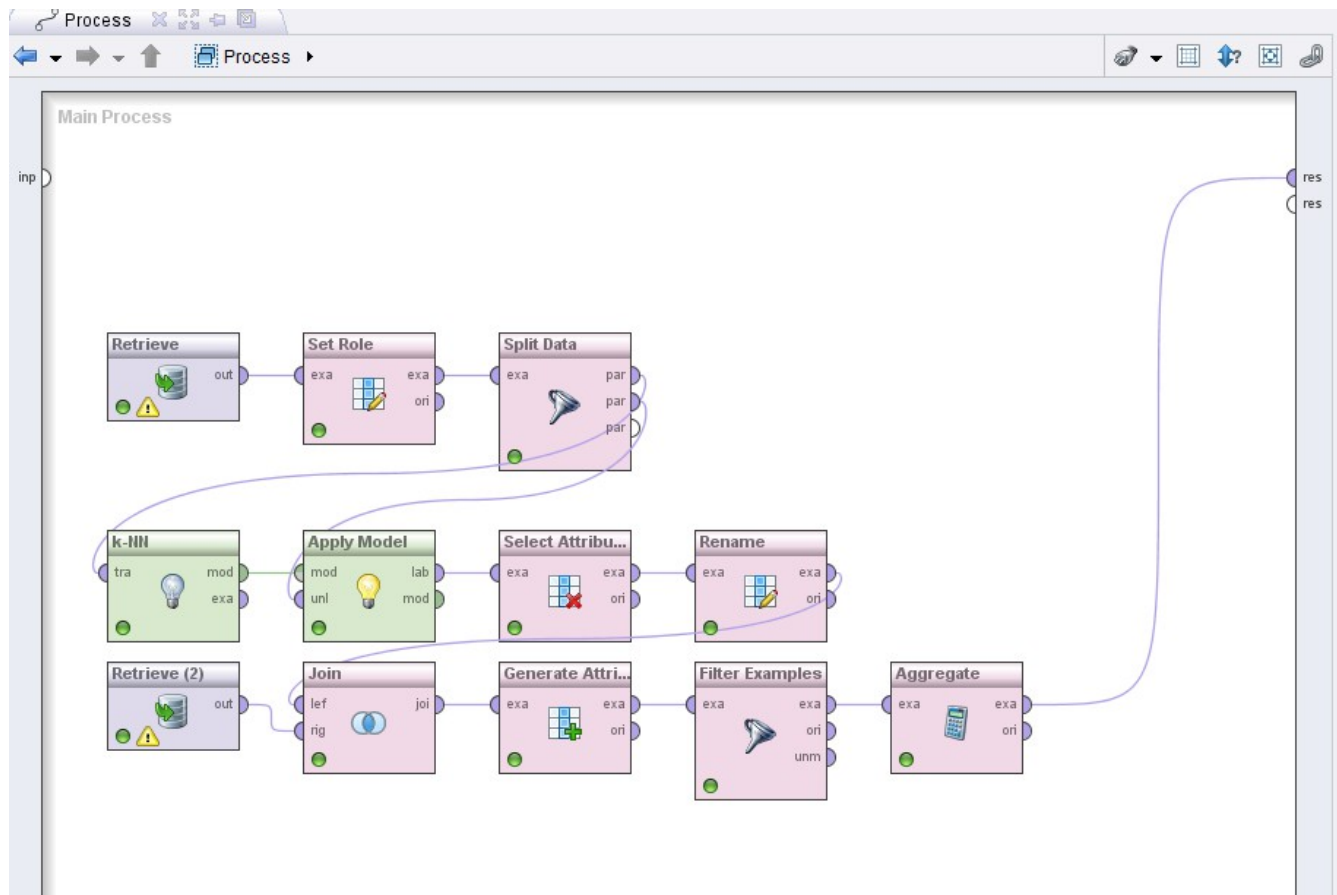 Process
Process
Main Process
inp
res
res
Retrieve
out
Set Role
exa
exa
ori
Split Data
exa
par
par
par
k-NN
tra
mod
exa
Apply Model
mod
lab
unl
mod
Select Attribu...
exa
exa
ori
Rename
exa
exa
ori
Retrieve (2)
out
Join
lef
joi
rig
Generate Attri...
exa
exa
ori
Filter Examples
exa
exa
ori
unm
Aggregate
exa
exa
ori